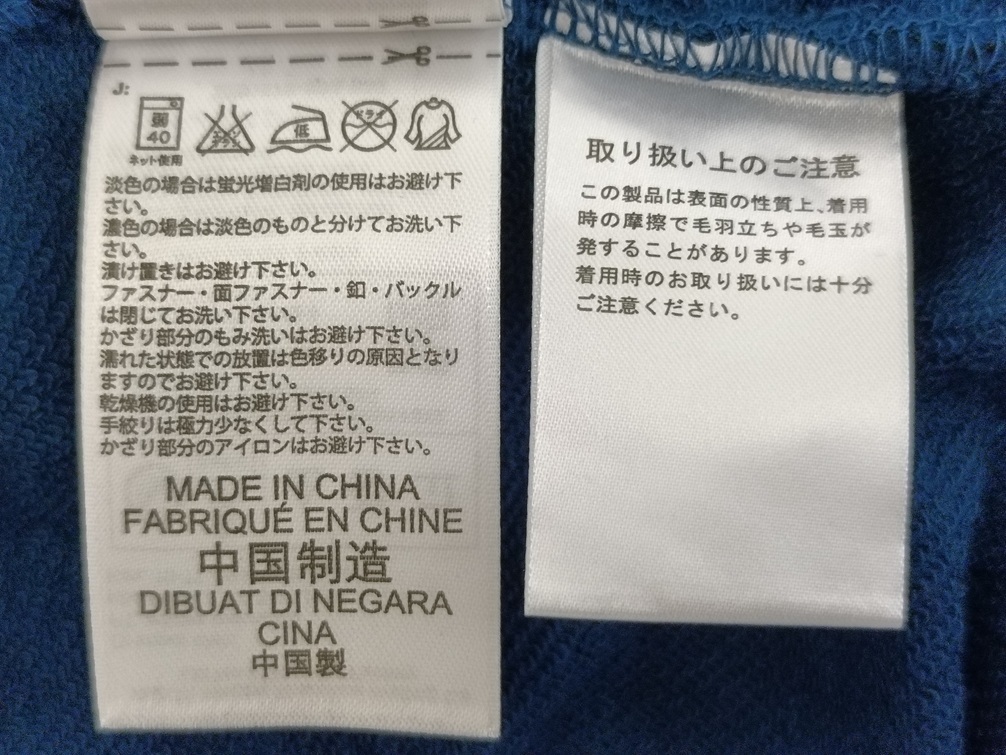 J:
弱
40
ネット使用
低
ドライ
淡色の場合は蛍光増白剤の使用はお避け下
さい。
濃色の場合は淡色のものと分けてお洗い下
さい。
漬け置きはお避け下さい。
ファスナー・面ファスナー・釦・バックル
は閉じてお洗い下さい。
かざり部分のもみ洗いはお避け下さい。
濡れた状態での放置は色移りの原因となり
ますのでお避け下さい。
乾燥機の使用はお避け下さい。
手絞りは極力少なくして下さい。
かざり部分のアイロンはお避け下さい。
MADE IN CHINA
FABRIQUÉ EN CHINE
中国制造
DIBUAT DI NEGARA
CINA
中国製
取り扱い上のご注意
この製品は表面の性質上、着用
時の摩擦で毛羽立ちや毛玉が
発することがあります。
着用時のお取り扱いには十分
ご注意ください。